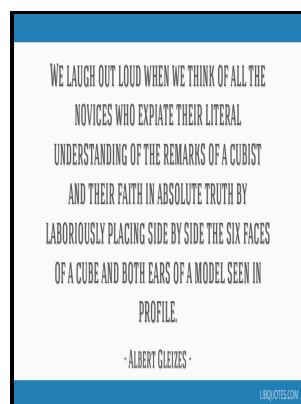 WE LAUGH OUT LOUD WHEN WE THINK OF ALL THE
NOVICES WHO EXPIATE THEIR LITERAL
UNDERSTANDING OF THE REMARKS OF A CUBIST
AND THEIR FAITH IN ABSOLUTE TRUTH BY
LABORIOUSLY PLACING SIDE BY SIDE THE SIX FACES
OF A CUBE AND BOTH EARS OF A MODEL SEEN IN
PROFILE.
- ALBERT GLEIZES -
LIBQUOTES.COM